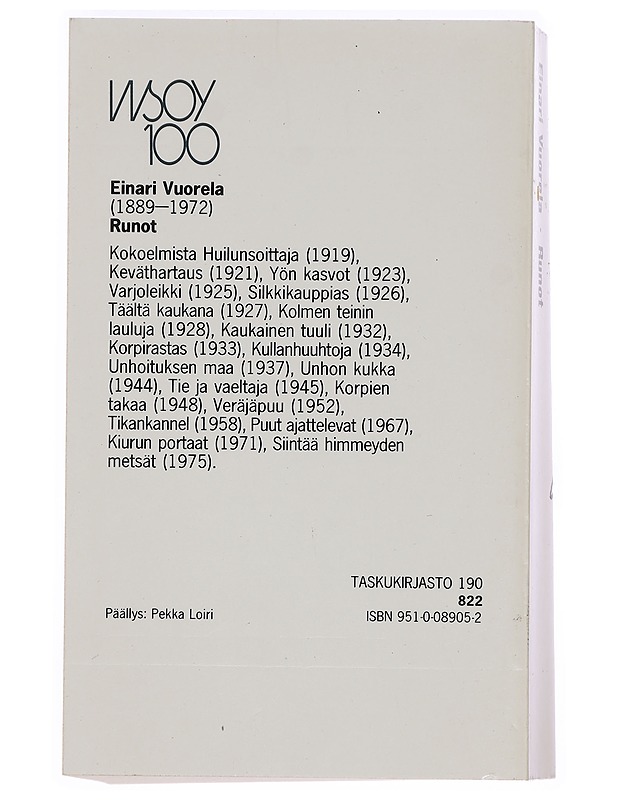 WSOY
100
Einari Vuorela
(1889—1972)
Runot
Kokoelmista Huilunsoittaja (1919),
Keväthartaus (1921), Yön kasvot (1923),
Varjoleikki (1925), Silkkikauppias (1926),
Täältä kaukana (1927), Kolmen teinin
lauluja (1928), Kaukainen tuuli (1932),
Korpirastas (1933), Kullanhuuhtoja (1934),
Unhoituksen maa (1937), Unhon kukka
(1944), Tie ja vaeltaja (1945), Korpien
takaa (1948), Veräjäpuu (1952),
Tikankannel (1958), Puut ajattelevat (1967),
Kiurun portaat (1971), Siintää himmeyden
metsät (1975).
TASKUKIRJASTO 190
822
Päällys: Pekka Loiri
ISBN 951-0-08905-2
Einari Vuorela · Runot